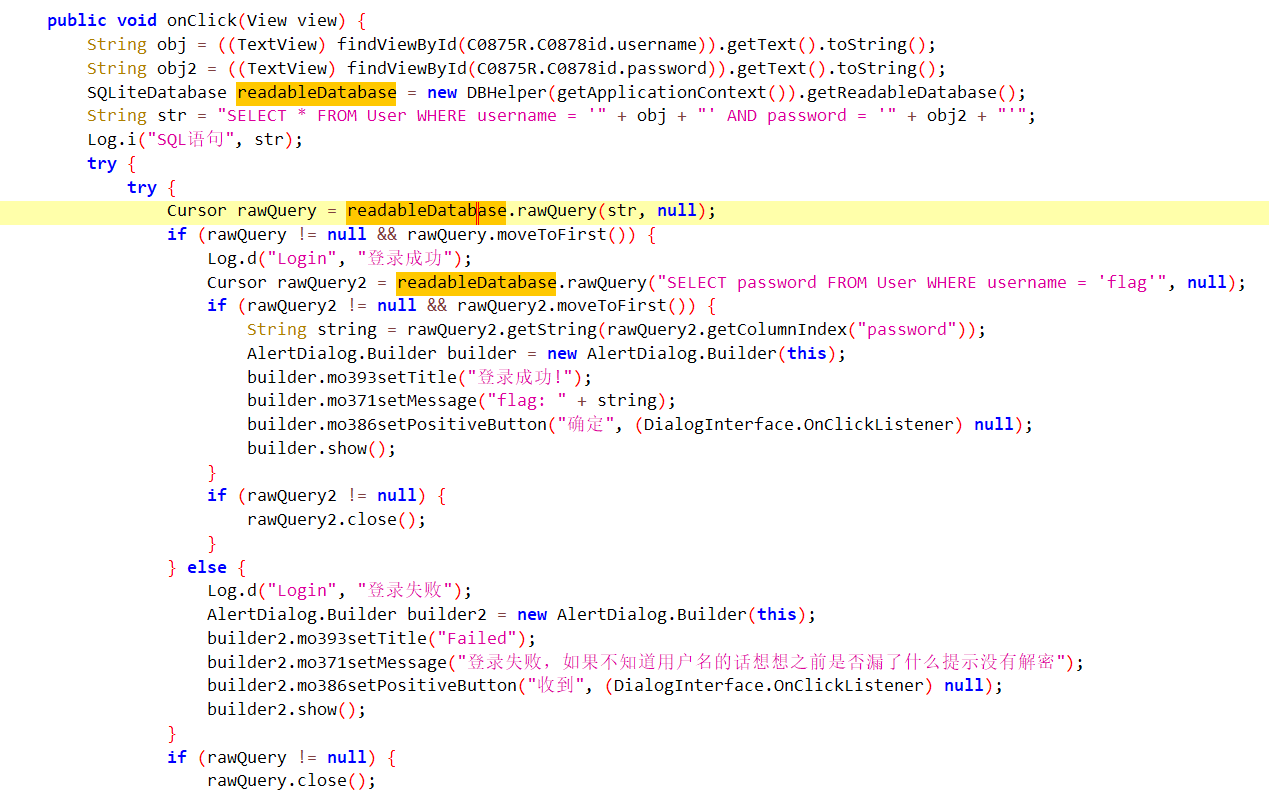 public void onClick(View view) {
String obj = ((TextView) findViewById(C0875R.C0878id.username)).getText().toString();
String obj2 = ((TextView) findViewById(C0875R.C0878id.password)).getText().toString();
SQLiteDatabase readableDatabase = new DBHelper(getApplicationContext()).getReadableDatabase();
String str = "SELECT * FROM User WHERE username = '" + obj + "' AND password = '" + obj2 + "'";
Log.i("SQL语句", str);
try {
try {
Cursor rawQuery = readableDatabase.rawQuery(str, null);
if (rawQuery != null && rawQuery.moveToFirst()) {
Log.d("Login", "登录成功");
Cursor rawQuery2 = readableDatabase.rawQuery("SELECT password FROM User WHERE username = 'flag'", null);
if (rawQuery2 != null && rawQuery2.moveToFirst()) {
String string = rawQuery2.getString(rawQuery2.getColumnIndex("password"));
AlertDialog.Builder builder = new AlertDialog.Builder(this);
builder.mo393setTitle("登录成功!");
builder.mo371setMessage("flag: " + string);
builder.mo386setPositiveButton("确定", (DialogInterface.OnClickListener) null);
builder.show();
}
if (rawQuery2 != null) {
rawQuery2.close();
}
} else {
Log.d("Login", "登录失败");
AlertDialog.Builder builder2 = new AlertDialog.Builder(this);
builder2.mo393setTitle("Failed");
builder2.mo371setMessage("登录失败，如果不知道用户名的话想想之前是否漏了什么提示没有解密");
builder2.mo386setPositiveButton("收到", (DialogInterface.OnClickListener) null);
builder2.show();
}
if (rawQuery != null) {
rawQuery.close();